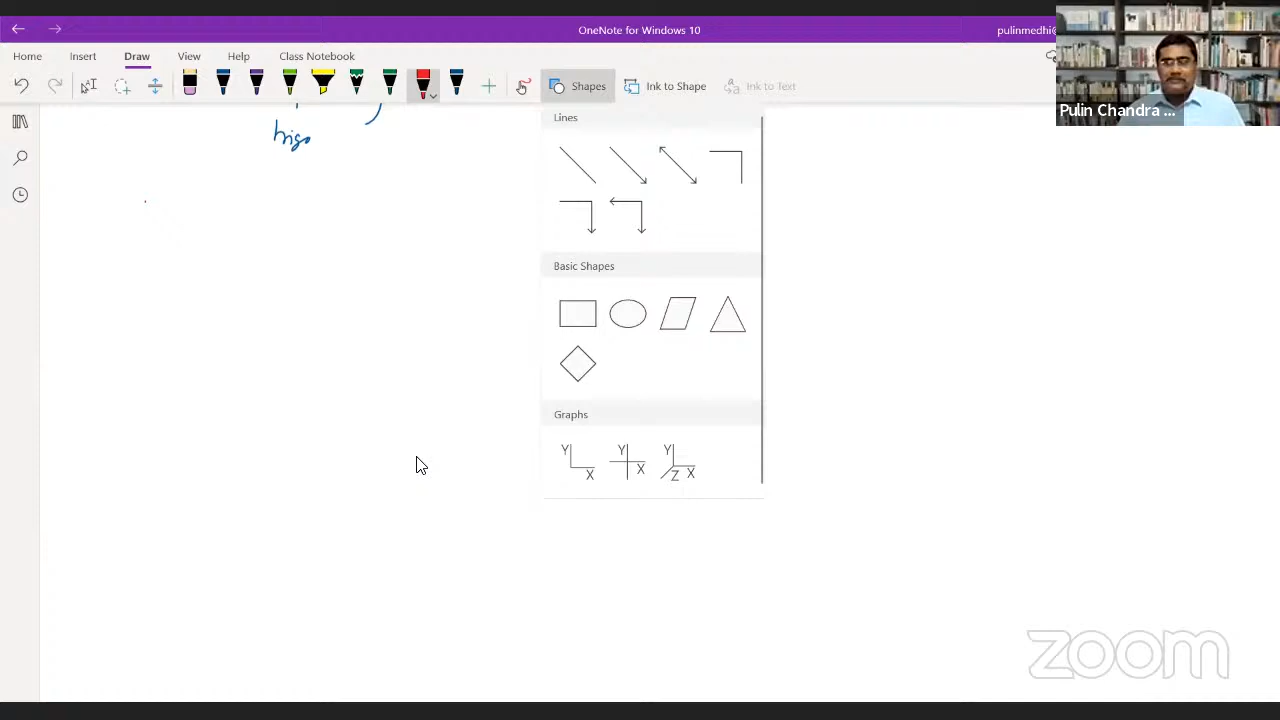 OneNote for Windows 10
pulinmedhi@
Home Insert Draw View Help Class Notebook
Shapes Ink to Shape Ink to Text
Pulin Chandra ...
Lines
Basic Shapes
Graphs
Y X Y X Y Z X
zoom